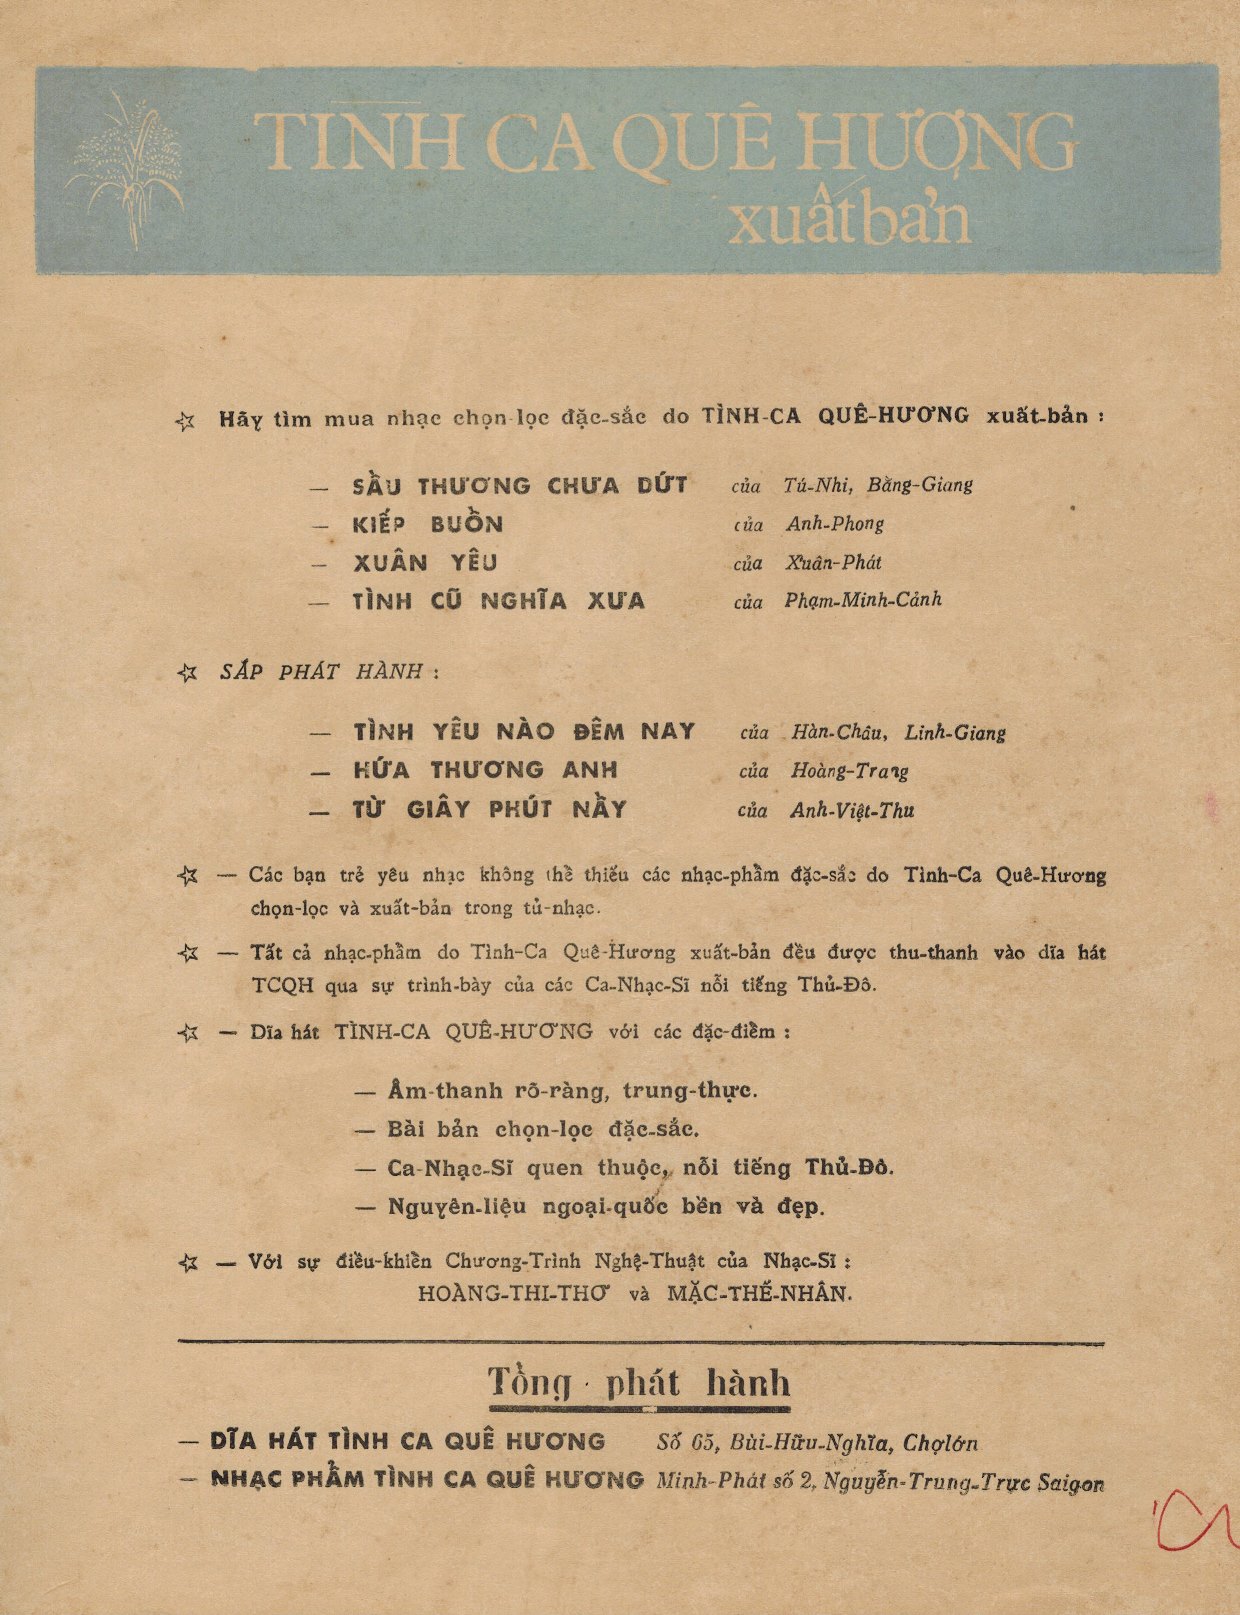 TÌNH CA QUÊ HƯƠNG
xuất bản
Hãy tìm mua nhạc chọn-lọc đặc-sắc do TÌNH-CA QUÊ-HƯƠNG xuất-bản :
— SẦU THƯƠNG CHƯA DỨT của Tú-Nhi, Bằng-Giang
— KIẾP BUỒN của Anh-Phong
— XUÂN YÊU của Xuân-Phát
— TÌNH CŨ NGHĨA XƯA của Phạm-Minh-Cảnh
SẮP PHÁT HÀNH :
— TÌNH YÊU NÀO ĐÊM NAY của Hàn-Châu, Linh-Giang
— HỨA THƯƠNG ANH của Hoàng-Trang
— TỪ GIÂY PHÚT NẦY của Anh-Việt-Thu
— Các bạn trẻ yêu nhạc không thể thiếu các nhạc-phẩm đặc-sắc do Tình-Ca Quê-Hương
chọn-lọc và xuất-bản trong tủ-nhạc.
— Tất cả nhạc-phẩm do Tình-Ca Quê-Hương xuất-bản đều được thu-thanh vào dĩa hát
TCQH qua sự trình-bày của các Ca-Nhạc-Sĩ nổi tiếng Thủ-Đô.
— Dĩa hát TÌNH-CA QUÊ-HƯƠNG với các đặc-điểm :
— Âm-thanh rõ-ràng, trung-thực.
— Bài bản chọn-lọc đặc-sắc.
— Ca-Nhạc-Sĩ quen thuộc, nổi tiếng Thủ-Đô.
— Nguyên-liệu ngoại-quốc bền và đẹp.
— Với sự điều-khiển Chương-Trình Nghệ-Thuật của Nhạc-Sĩ :
HOÀNG-THI-THƠ và MẶC-THẾ-NHÂN.
Tổng phát hành
— DĨA HÁT TÌNH CA QUÊ HƯƠNG Số 65, Bùi-Hữu-Nghĩa, Chợlớn
— NHẠC PHẨM TÌNH CA QUÊ HƯƠNG Minh-Phát số 2, Nguyễn-Trung-Trực Saigon